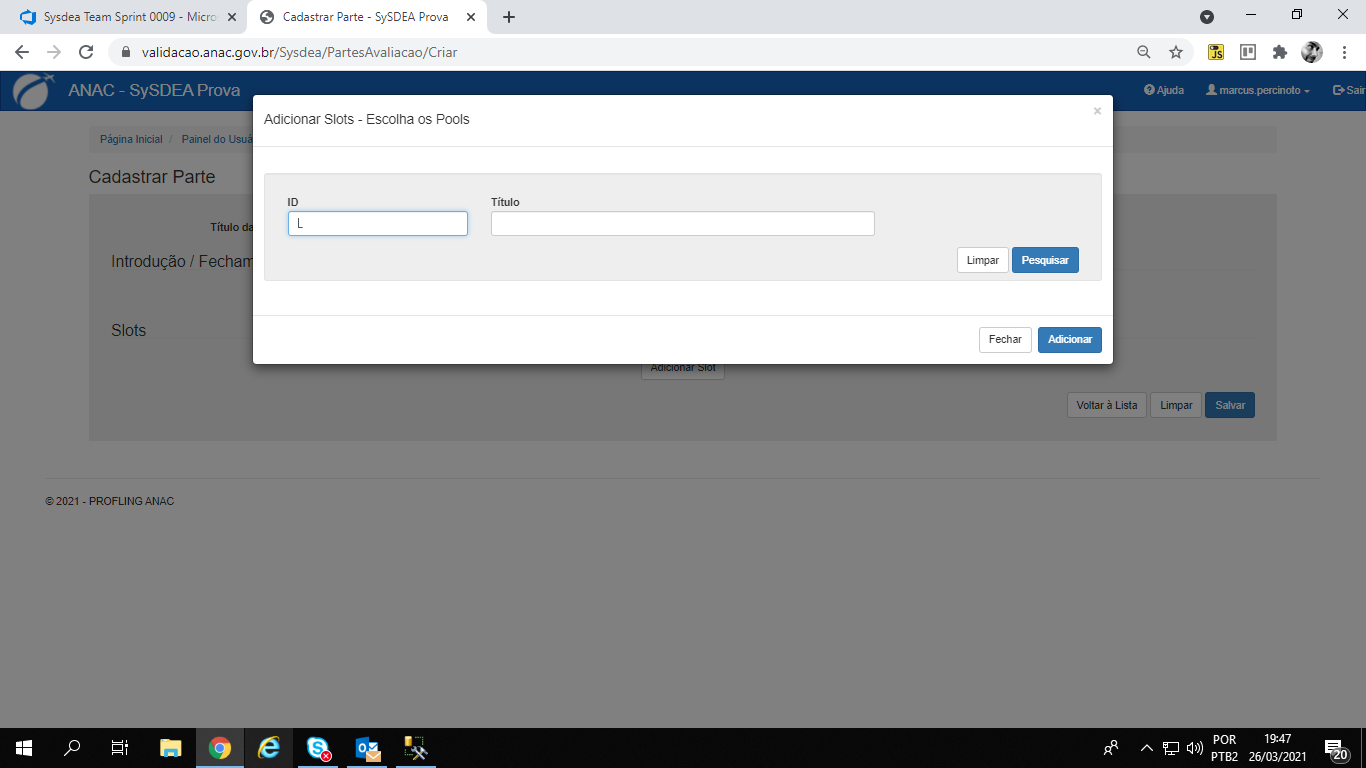 Sysdea Team Sprint 0009 - Micro
Cadastrar Parte - SySDEA Prova
validacao.anac.gov.br/Sysdea/PartesAvaliacao/Criar
JS
ANAC - SySDEA Prova
Ajuda
marcus.percinoto
Sair
Página Inicial / Painel do Usuá
Cadastrar Parte
Título da
Introdução / Fecham
Slots
Adicionar Slots - Escolha os Pools
×
ID
Título
L
Limpar
Pesquisar
Fechar
Adicionar
Adicionar Slot
Voltar à Lista
Limpar
Salvar
© 2021 - PROFLING ANAC
POR
PTB2
19:47
26/03/2021
20